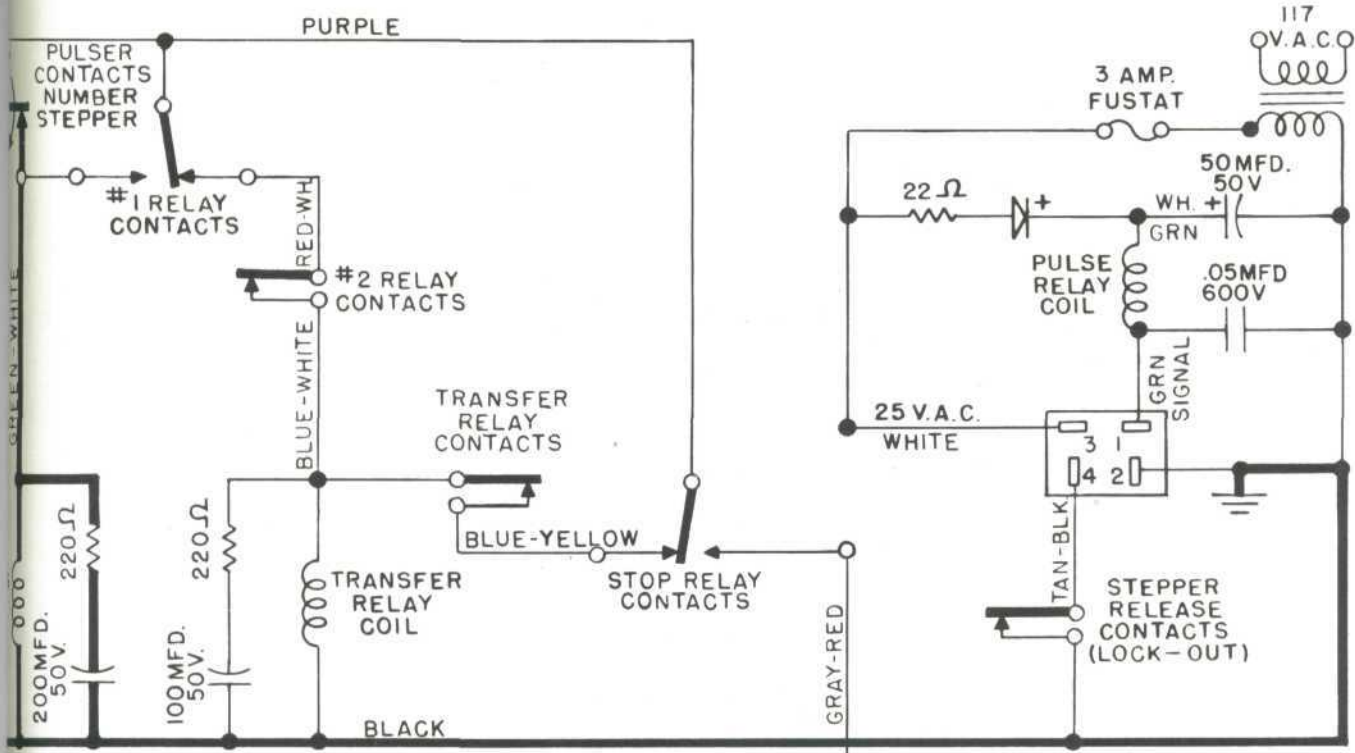 PURPLE
117
V.A.C.
PULSER
CONTACTS
NUMBER
STEPPER
3 AMP.
FUSTAT
#1 RELAY
CONTACTS
RED-WH
#2 RELAY
CONTACTS
22Ω
+
WH. +
GRN
50MFD.
50V
PULSE
RELAY
COIL
.05MFD
600V
GREEN-WHITE
BLUE-WHITE
TRANSFER
RELAY
CONTACTS
GRN
SIGNAL
25 V.A.C.
WHITE
3 1
4 2
220Ω
200MFD.
50V.
220Ω
100MFD.
50V.
TRANSFER
RELAY
COIL
BLUE-YELLOW
STOP RELAY
CONTACTS
GRAY-RED
TAN-BLK.
STEPPER
RELEASE
CONTACTS
(LOCK-OUT)
BLACK